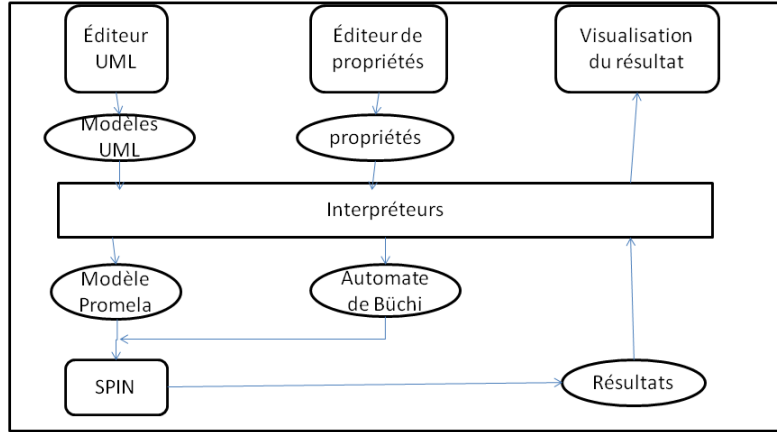 Éditeur
UML
Éditeur de
propriétés
Visualisation
du résultat
Modèles
UML
propriétés
Interpréteurs
Modèle
Promela
Automate
de Büchi
SPIN
Résultats